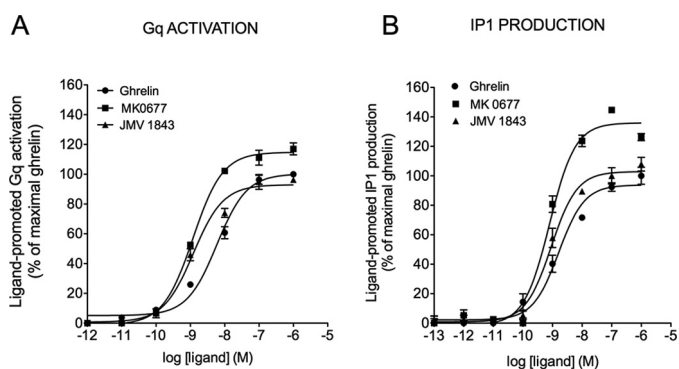 A
Gq ACTIVATION
Ligand-promoted Gq activation
(% of maximal ghrelin)
160
140
120
100
80
60
40
20
0
Ghrelin
MK0677
JMV 1843
-12 -11 -10 -9 -8 -7 -6 -5
log [ligand] (M)
B
IP1 PRODUCTION
Ligand-promoted IP1 production
(% of maximal ghrelin)
160
140
120
100
80
60
40
20
0
Ghrelin
MK 0677
JMV 1843
-13 -12 -11 -10 -9 -8 -7 -6 -5
log [ligand] (M)